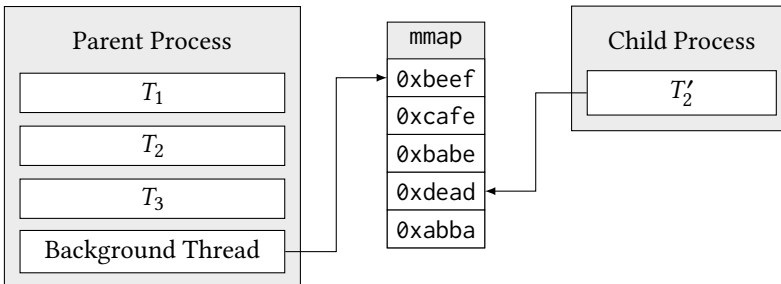 Parent Process
T₁
T₂
T₃
Background Thread
mmap
0xbeef
0xcafe
0xbabe
0xdead
0xabba
Child Process
T₂′